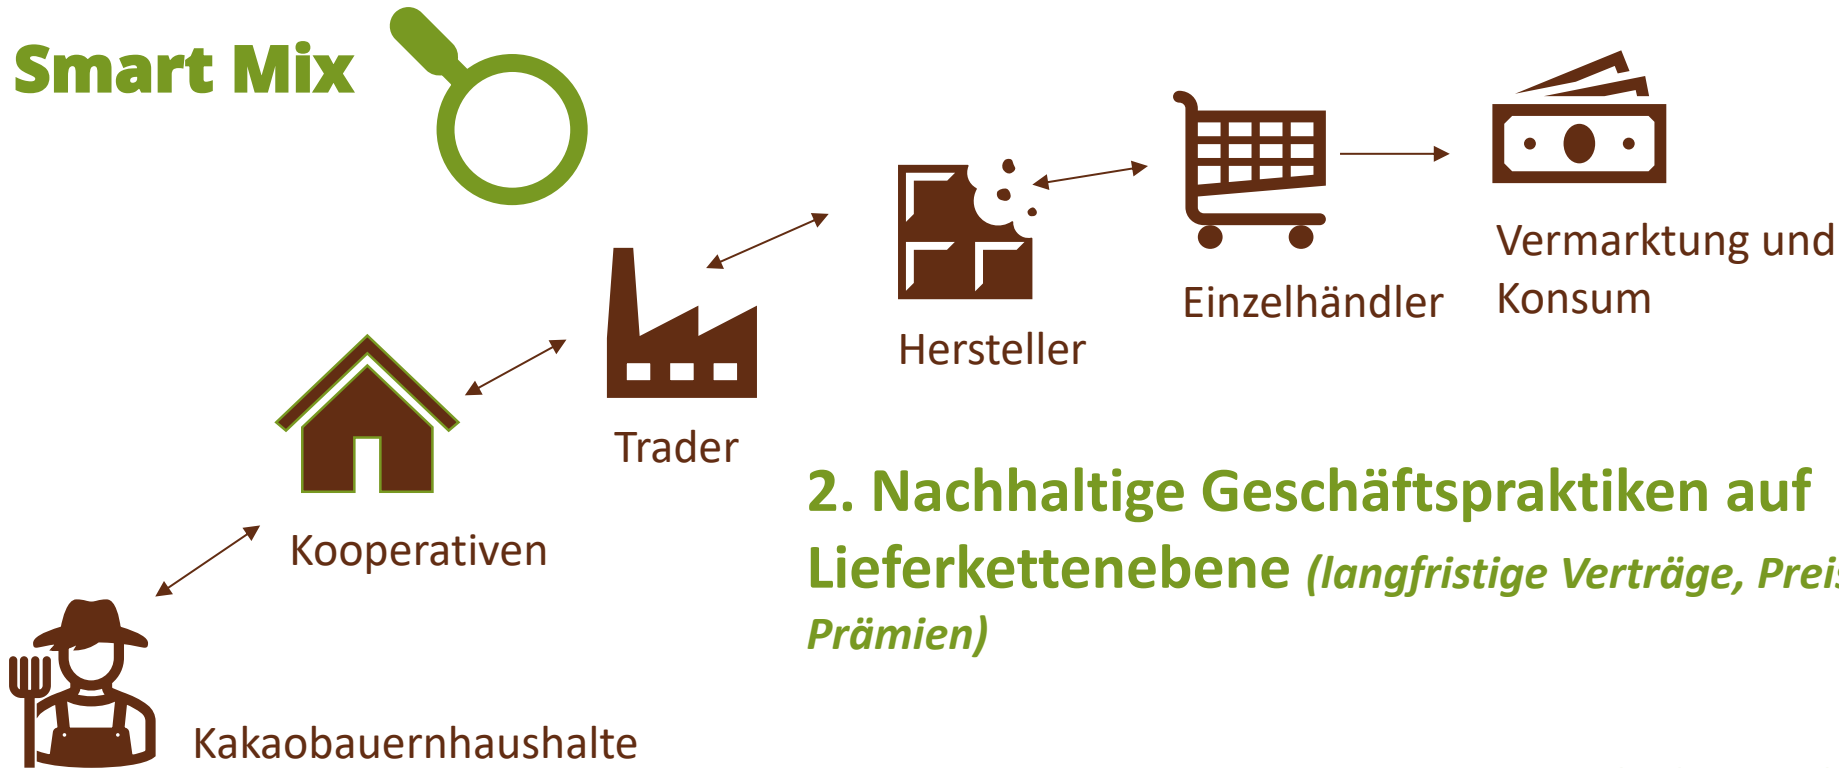 Smart Mix
Vermarktung und
Konsum
Einzelhändler
Hersteller
Trader
Kooperativen
Kakaobauernhaushalte
2. Nachhaltige Geschäftspraktiken auf
Lieferkettenebene (langfristige Verträge,
Prämien)